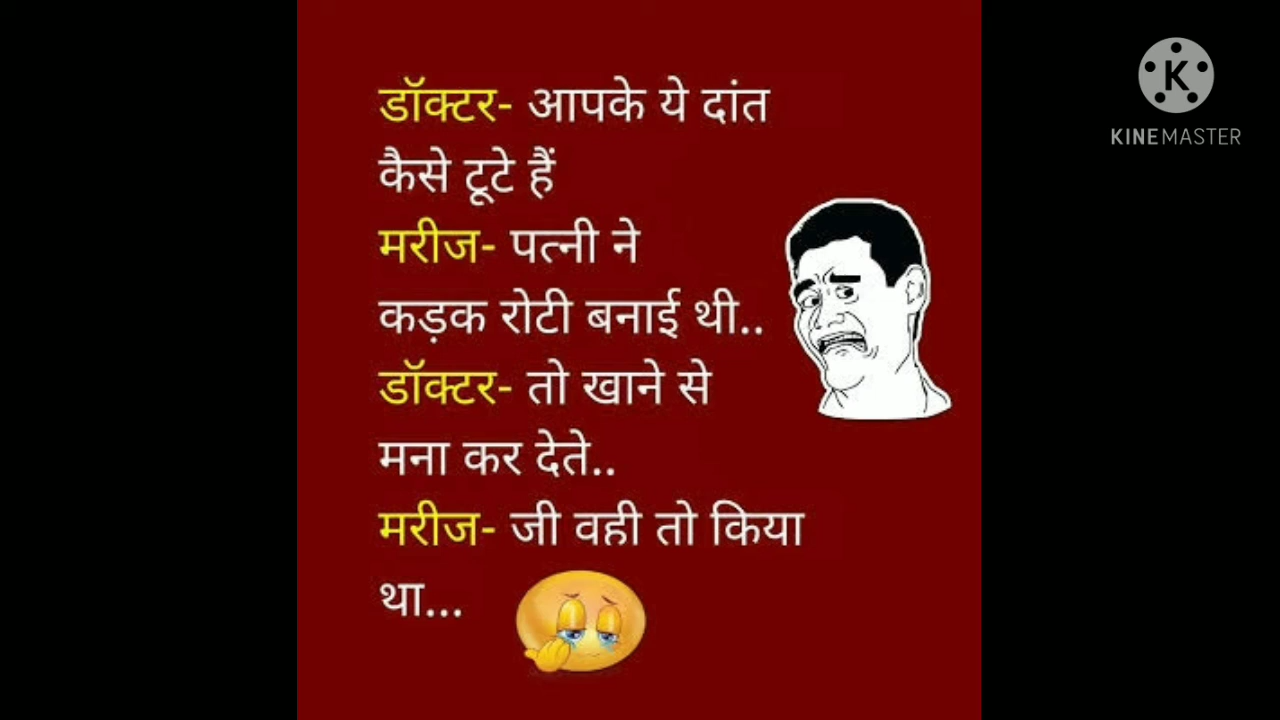 डॉक्टर- आपके ये दांत
कैसे टूटे हैं
मरीज- पत्नी ने
कड़क रोटी बनाई थी..
डॉक्टर- तो खाने से
मना कर देते..
मरीज- जी वही तो किया
था...
K
KINEMASTER